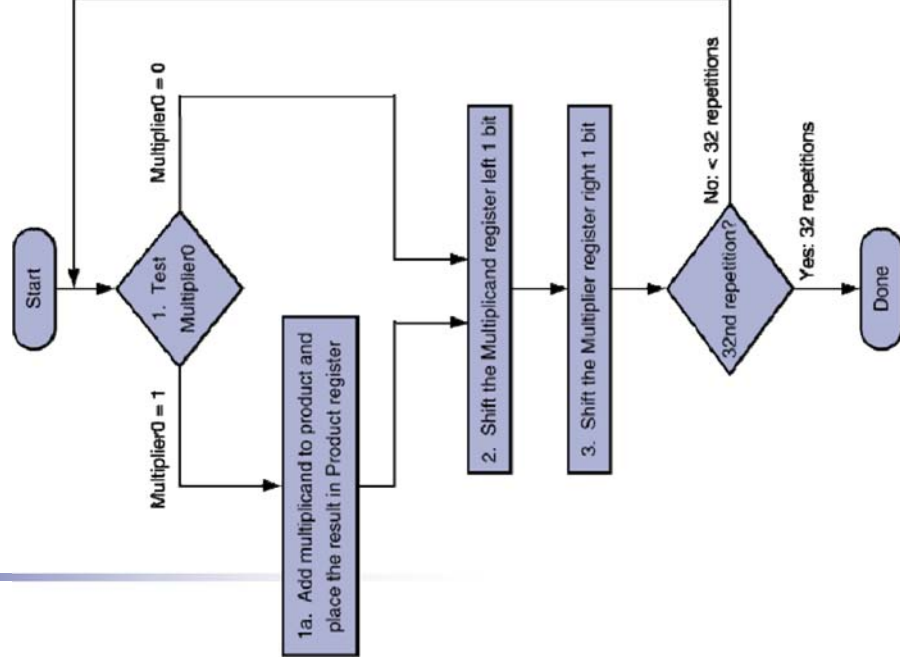 Start
1. Test
Multiplier0
Multiplier0 = 1
Multiplier0 = 0
1a. Add multiplicand to product and
place the result in Product register
2. Shift the Multiplicand register left 1 bit
3. Shift the Multiplier register right 1 bit
32nd repetition?
No: < 32 repetitions
Yes: 32 repetitions
Done